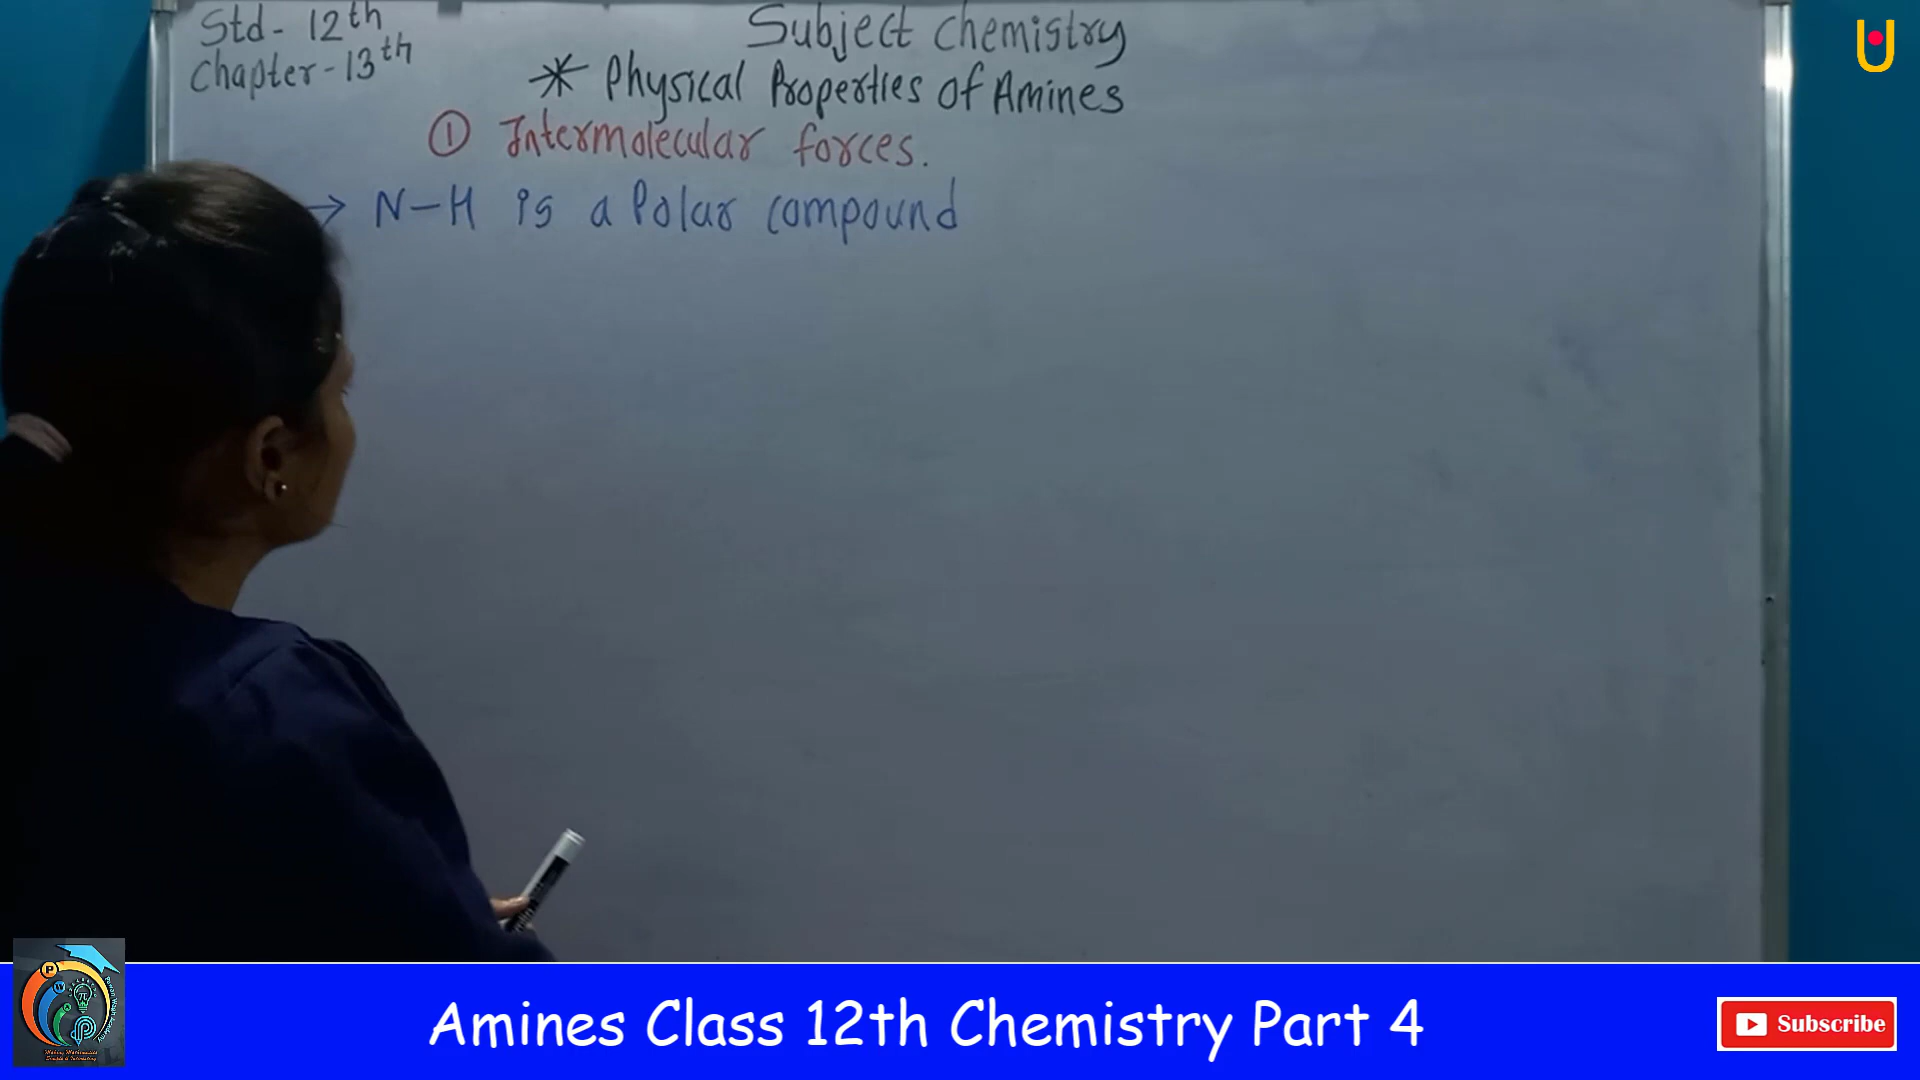 Std - 12th
Chapter - 13th
Subject Chemistry
* Physical Properties of Amines
① Intermolecular forces.
→ N-H is a Polar compound
Amines Class 12th Chemistry Part 4
Subscribe